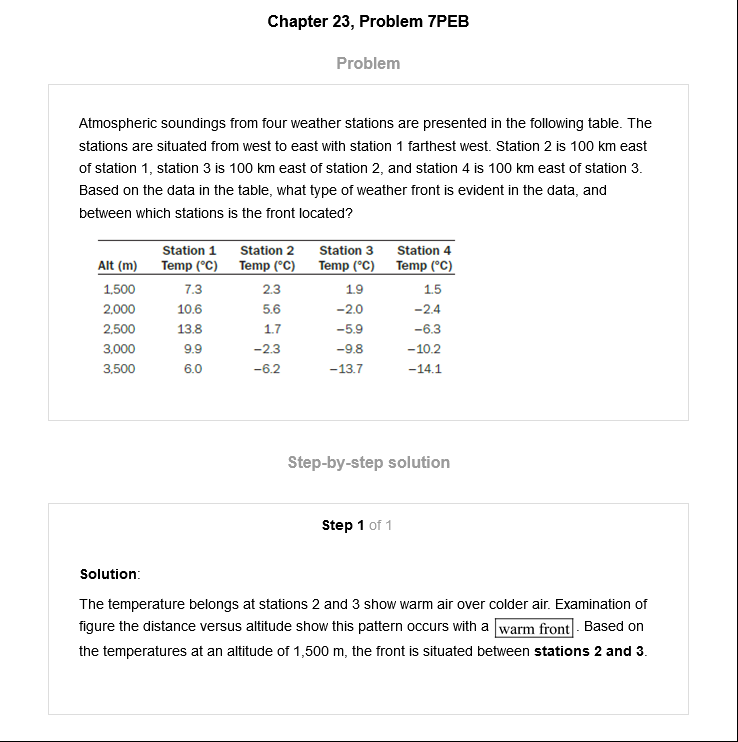 Chapter 23, Problem 7PEB
Problem
Atmospheric soundings from four weather stations are presented in the following table. The
stations are situated from west to east with station 1 farthest west. Station 2 is 100 km east
of station 1, station 3 is 100 km east of station 2, and station 4 is 100 km east of station 3.
Based on the data in the table, what type of weather front is evident in the data, and
between which stations is the front located?
Station 1 Station 2 Station 3 Station 4
Alt (m) Temp (°C) Temp (°C) Temp (°C) Temp (°C)
1,500 7.3 2.3 1.9 1.5
2,000 10.6 5.6 −2.0 −2.4
2,500 13.8 1.7 −5.9 −6.3
3,000 9.9 −2.3 −9.8 −10.2
3,500 6.0 −6.2 −13.7 −14.1
Step-by-step solution
Step 1 of 1
Solution:
The temperature belongs at stations 2 and 3 show warm air over colder air. Examination of
figure the distance versus altitude show this pattern occurs with a warm front. Based on
the temperatures at an altitude of 1,500 m, the front is situated between stations 2 and 3.